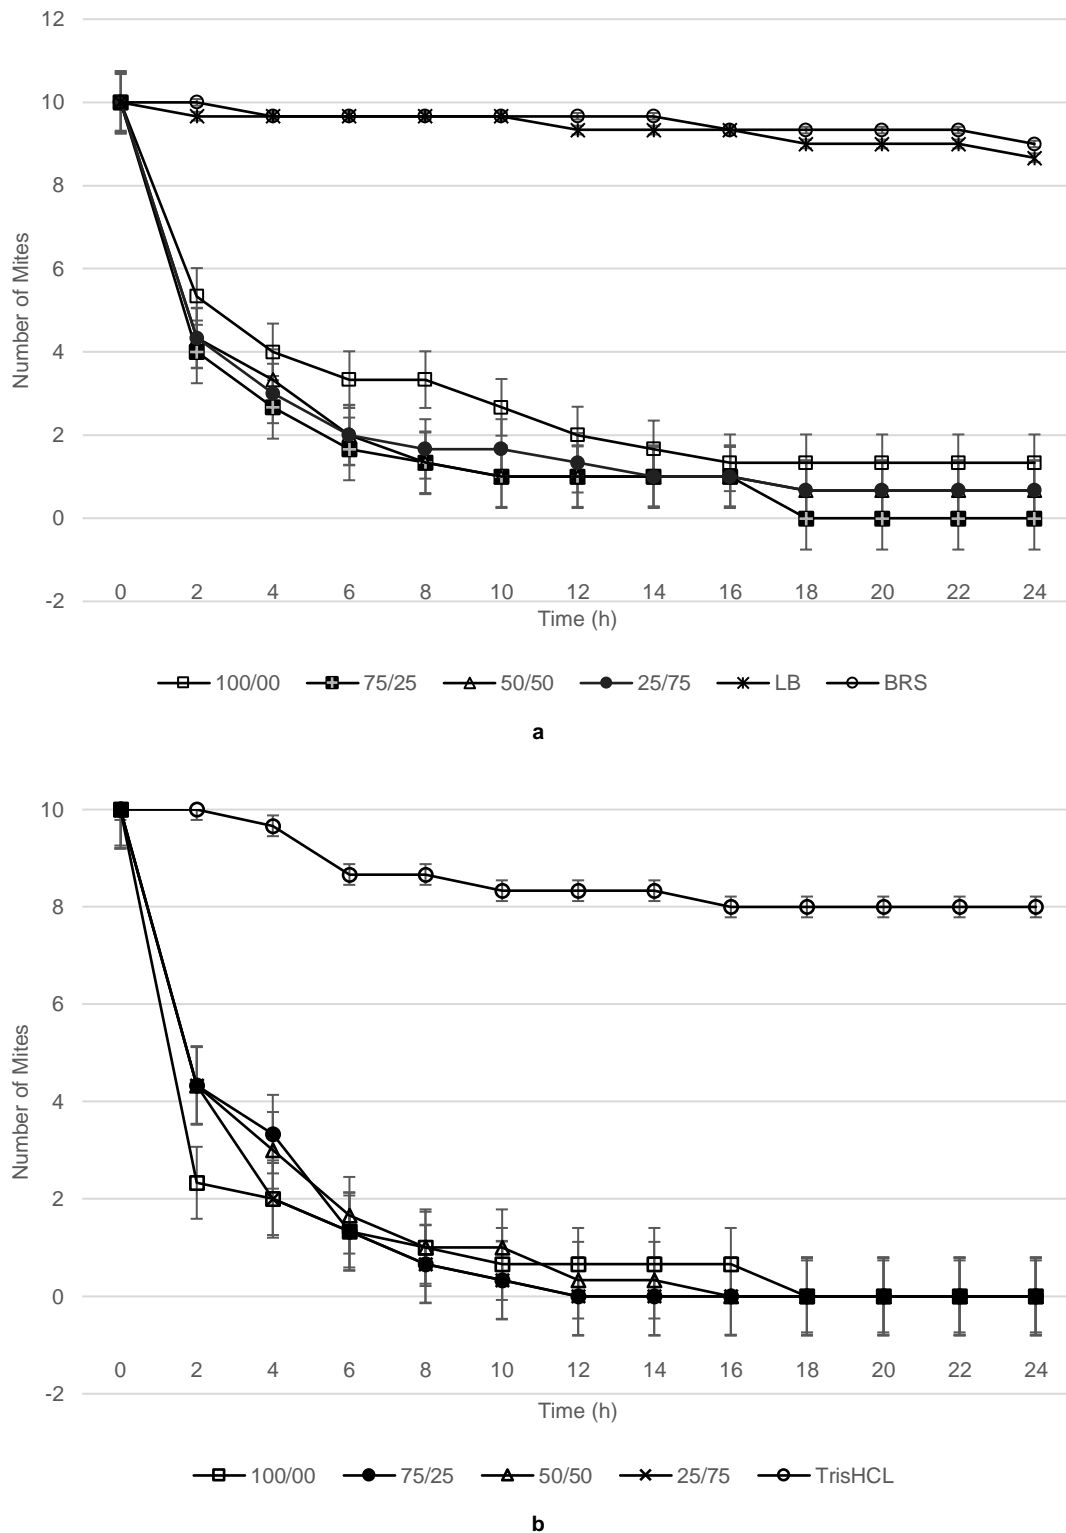 12
10
8
6
4
2
0
-2
Number of Mites
0 2 4 6 8 10 12 14 16 18 20 22 24
Time (h)
100/00 75/25 50/50 25/75 LB BRS
a
10
8
6
4
2
0
-2
Number of Mites
0 2 4 6 8 10 12 14 16 18 20 22 24
Time (h)
100/00 75/25 50/50 25/75 TrisHCL
b